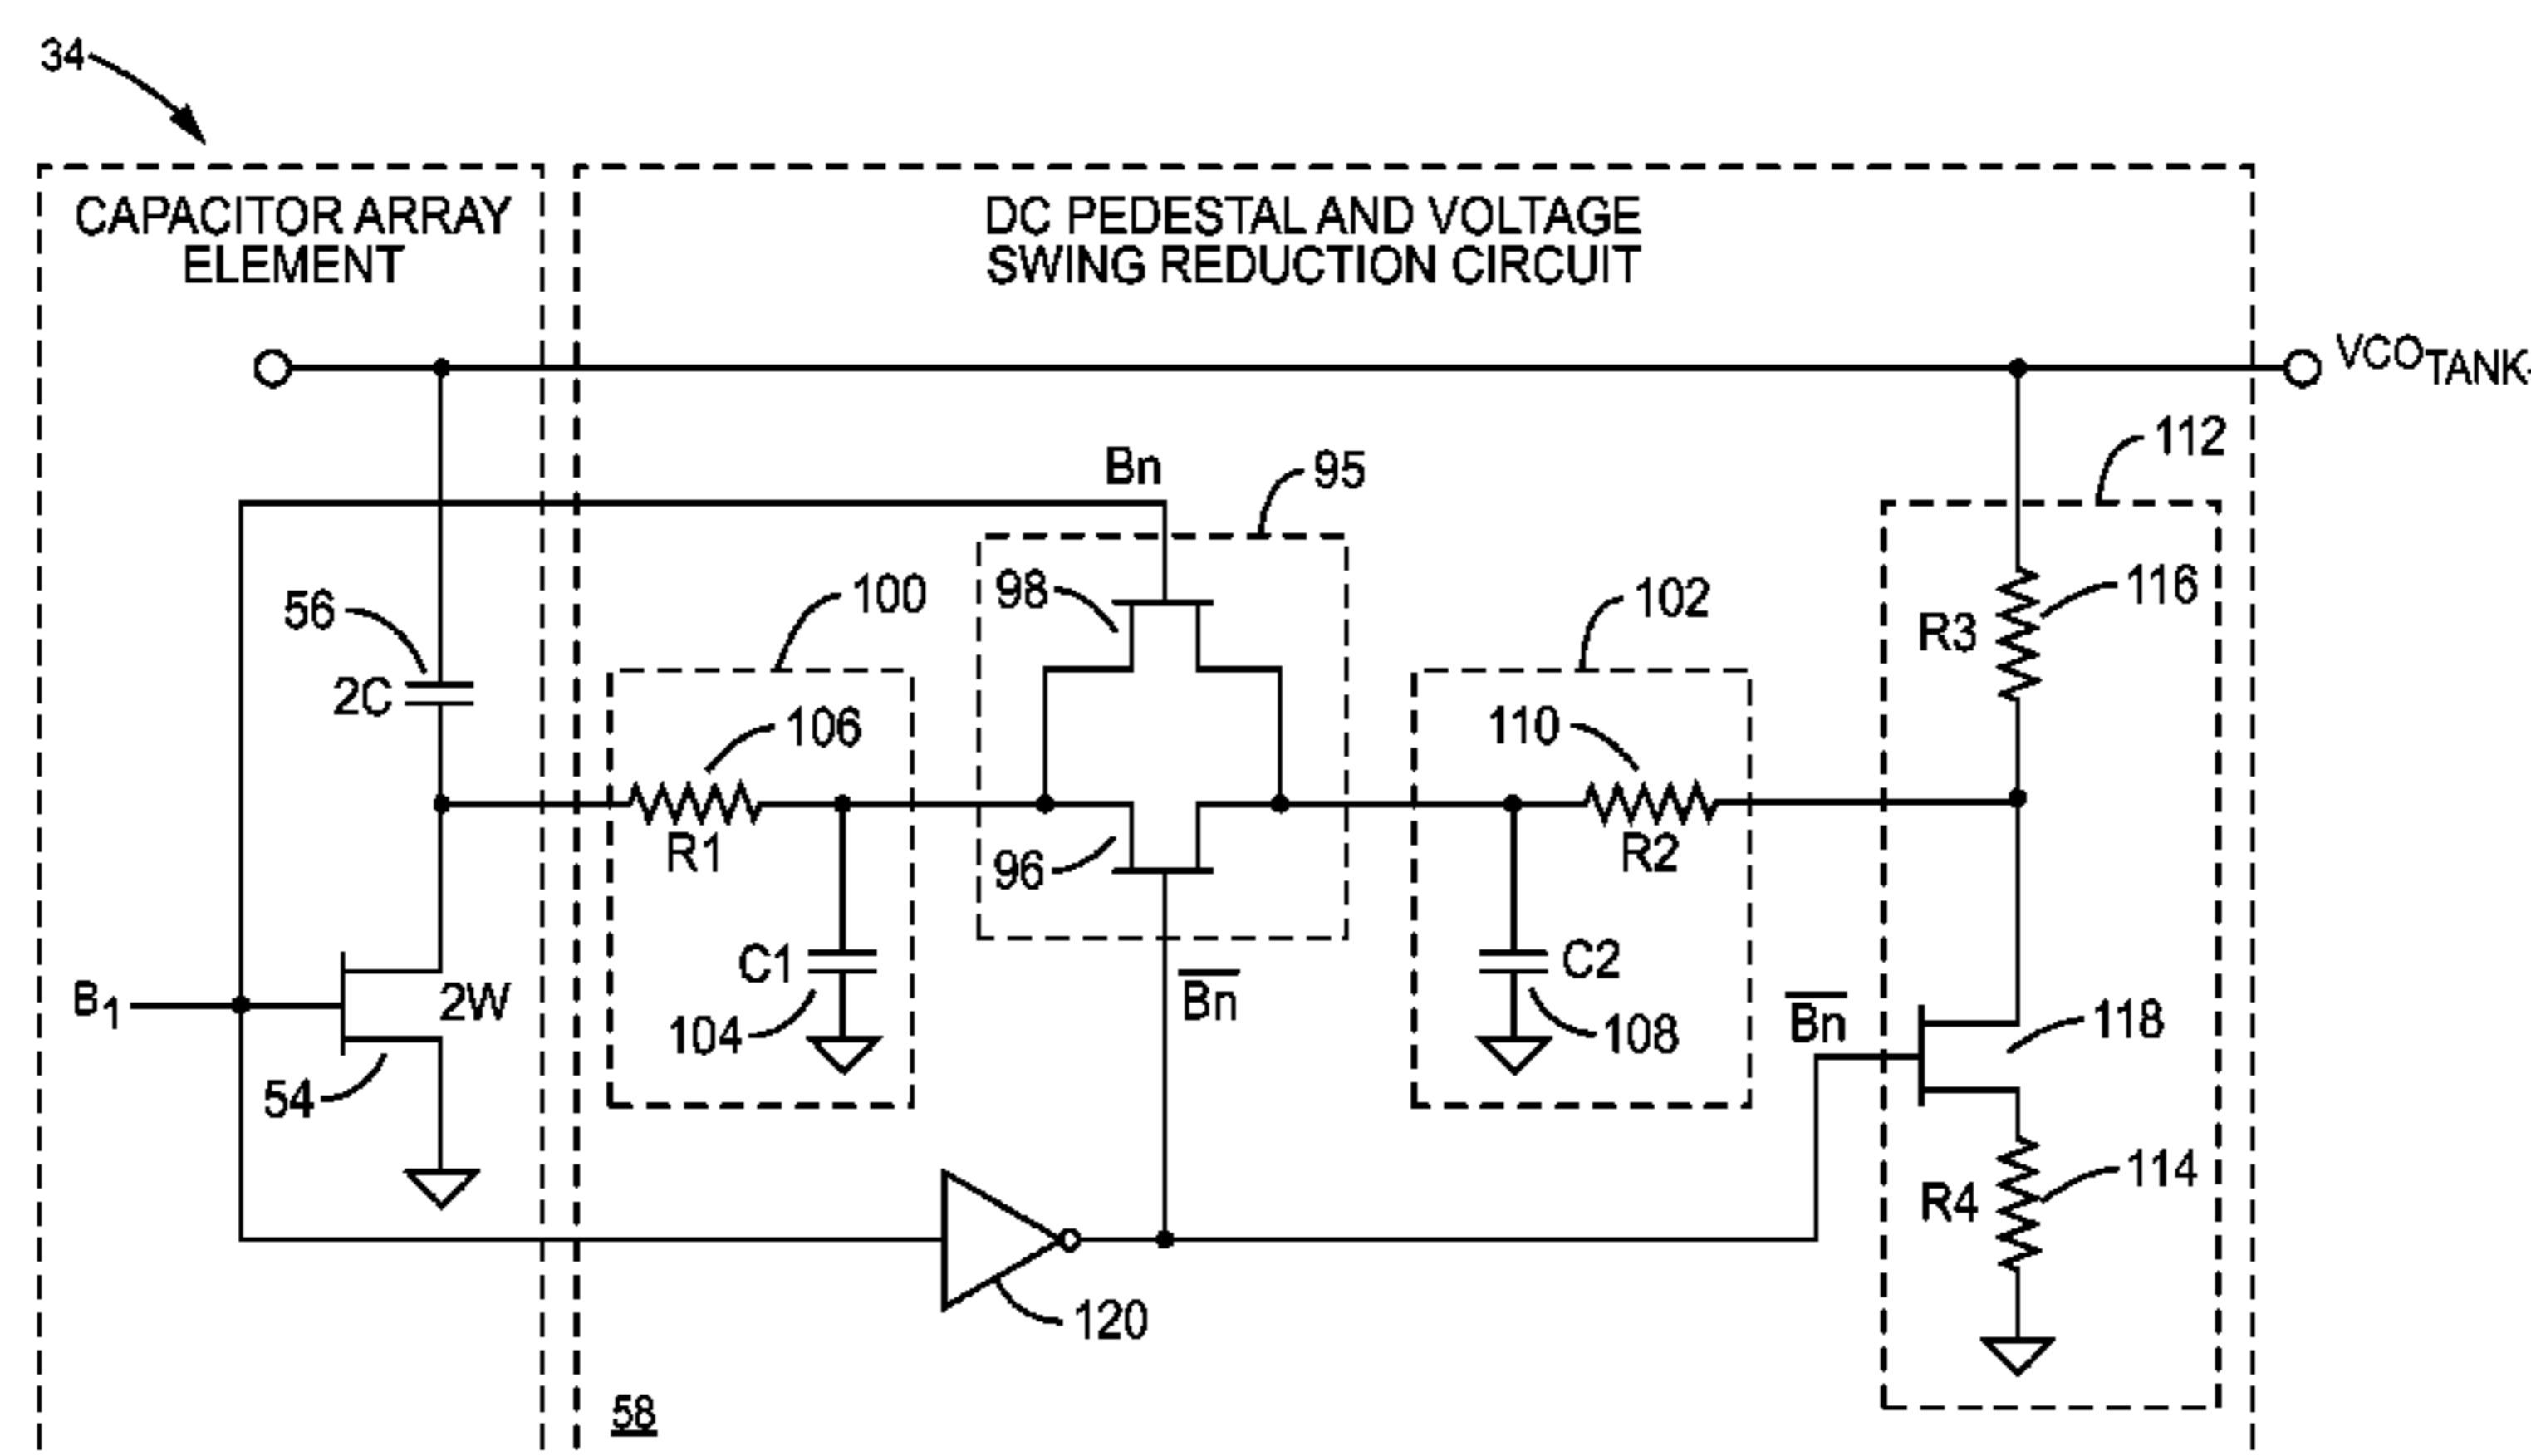 34
CAPACITOR ARRAY
ELEMENT
DC PEDESTAL AND VOLTAGE
SWING REDUCTION CIRCUIT
VCO TANK-
112
Bn
95
98
116
56
100
102
R3
2C
106
110
R1
96
R2
C1
C2
B1
2W
Bn
Bn
118
104
108
54
114
R4
120
58